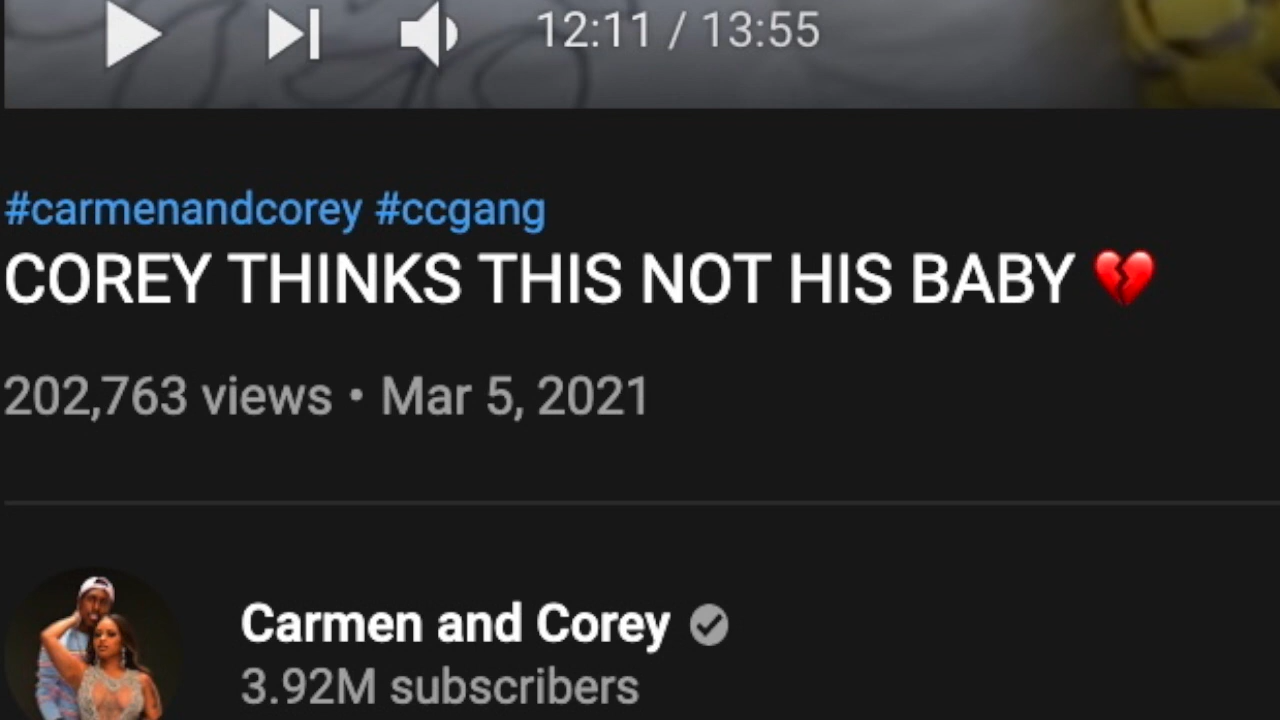 12:11 / 13:55
#carmenandcorey #ccgang
COREY THINKS THIS NOT HIS BABY 💔
202,763 views • Mar 5, 2021
Carmen and Corey
3.92M subscribers